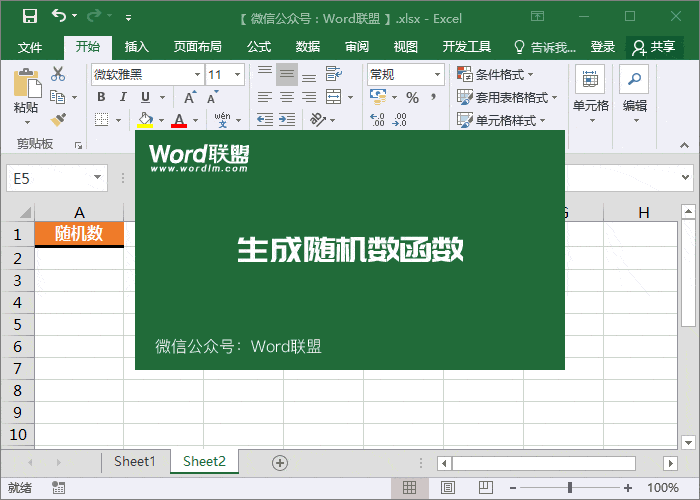 【 微信公众号：Word联盟 】.xlsx - Excel
文件 开始 插入 页面布局 公式 数据 审阅 视图 开发工具 告诉我... 登录 共享
粘贴 微软雅黑 11 常规 条件格式
B I U A A % , 套用表格格式 单元格 编辑
A wén 文 .00 .0 单元格样式
剪贴板
E5
Word联盟
www.wordlm.com
生成随机数函数
微信公众号：Word联盟
A G H
1 随机数
2
3
4
5
6
7
8
9
10
Sheet1 Sheet2
就绪 100%